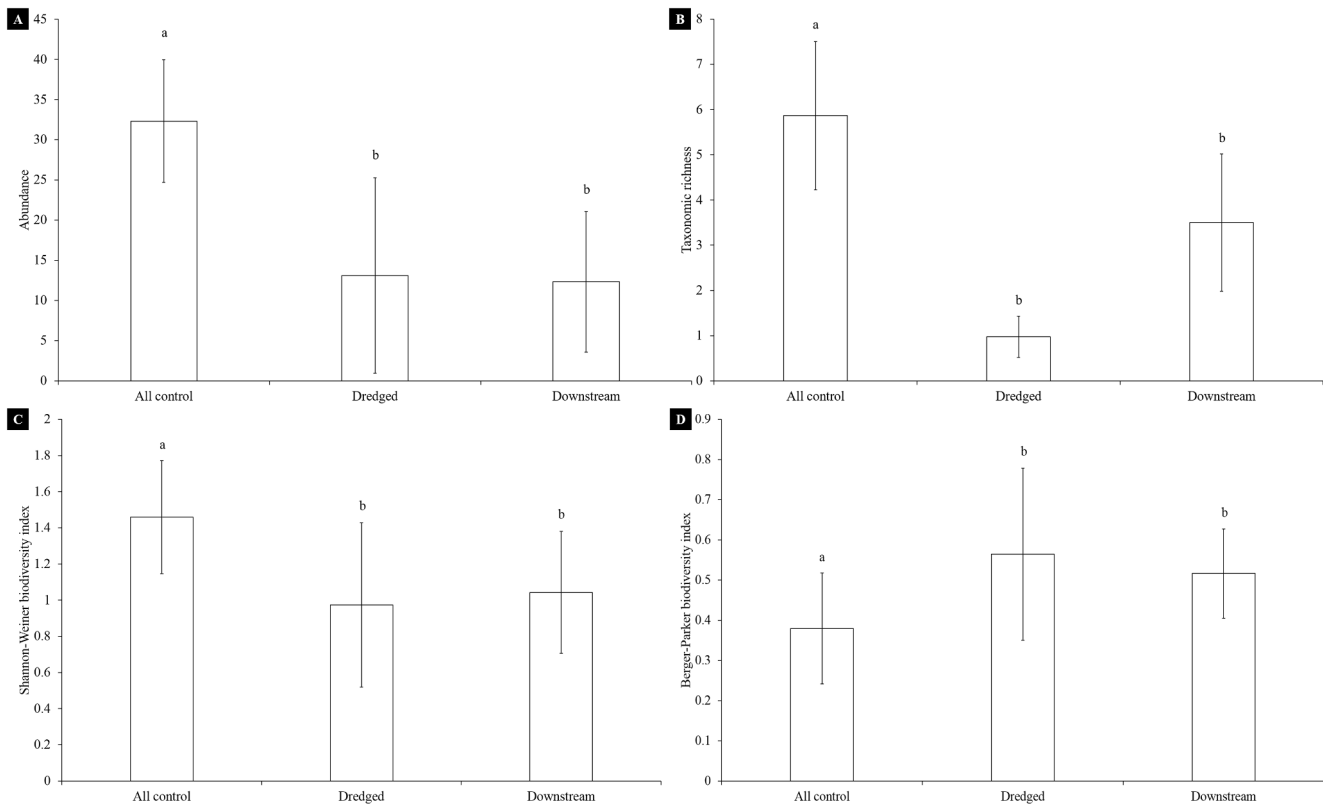 A
Abundance
45
40
35
30
25
20
15
10
5
0
a
b
b
All control
Dredged
Downstream
B
Taxonomic richness
8
7
6
5
4
3
2
1
0
a
b
b
All control
Dredged
Downstream
C
Shannon-Weiner biodiversity index
2
1.8
1.6
1.4
1.2
1
0.8
0.6
0.4
0.2
0
a
b
b
All control
Dredged
Downstream
D
Berger-Parker biodiversity index
0.9
0.8
0.7
0.6
0.5
0.4
0.3
0.2
0.1
0
a
b
b
All control
Dredged
Downstream